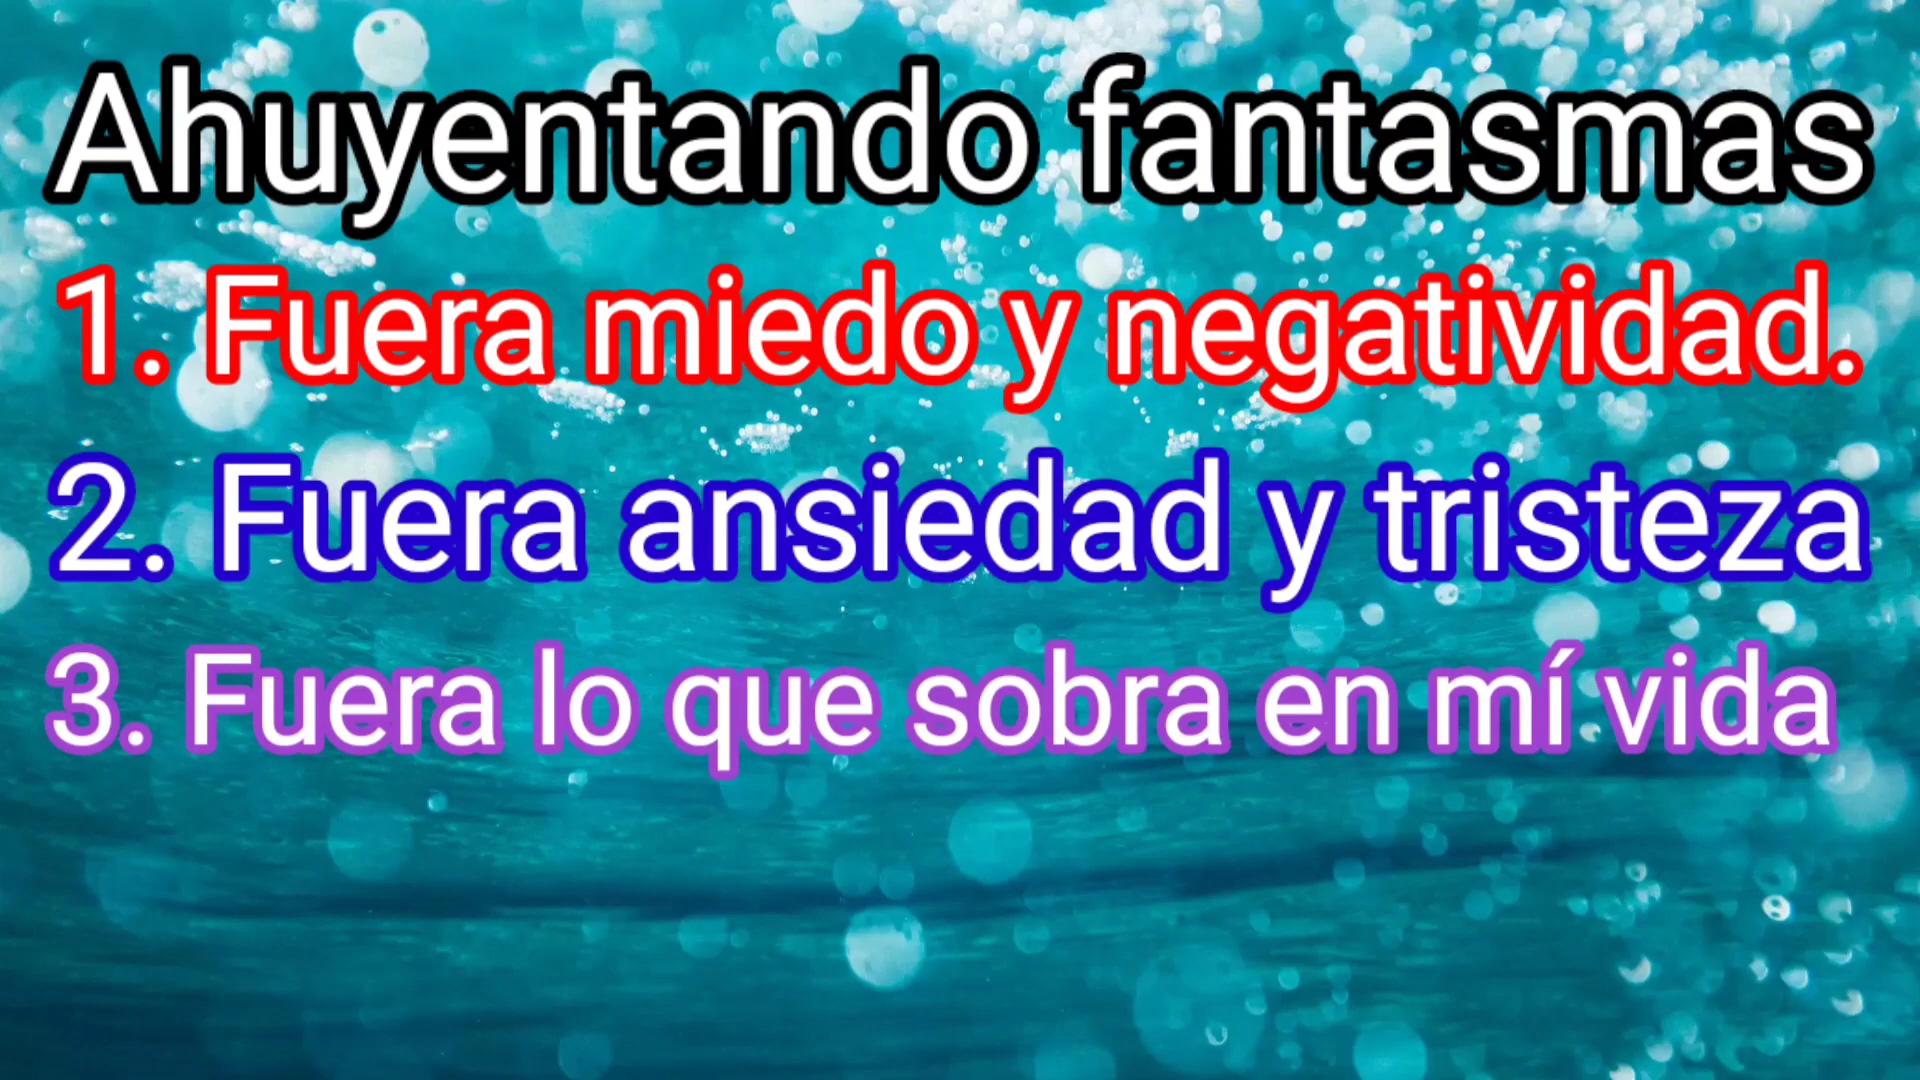 Ahuyentando fantasmas
1. Fuera miedo y negatividad.
2. Fuera ansiedad y tristeza
3. Fuera lo que sobra en mí vida